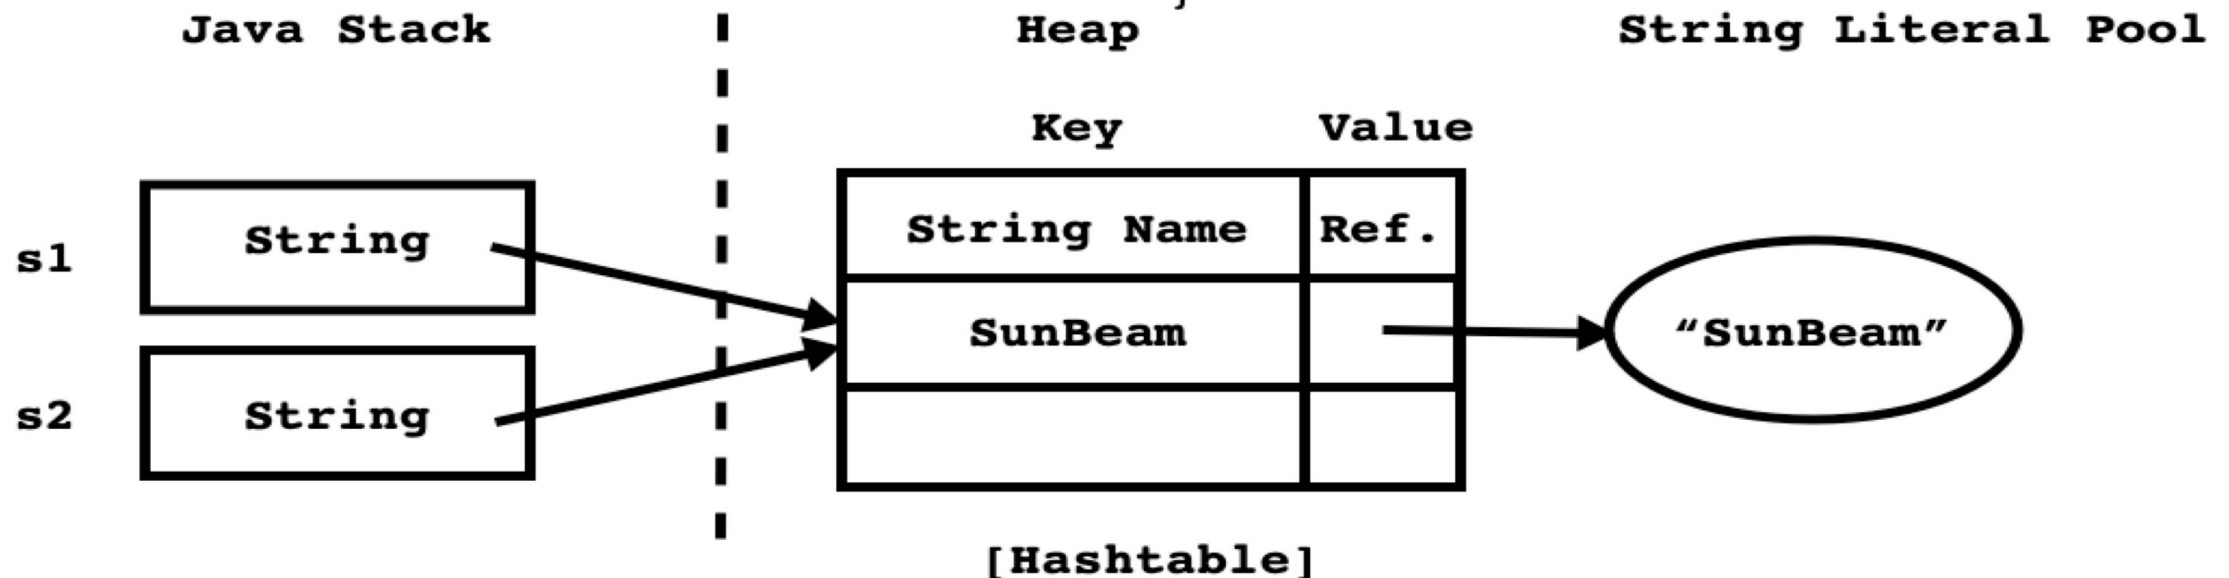 Java Stack
Heap
String Literal Pool
Key
Value
String Name
Ref.
s1
String
SunBeam
“SunBeam”
s2
String
[Hashtable]